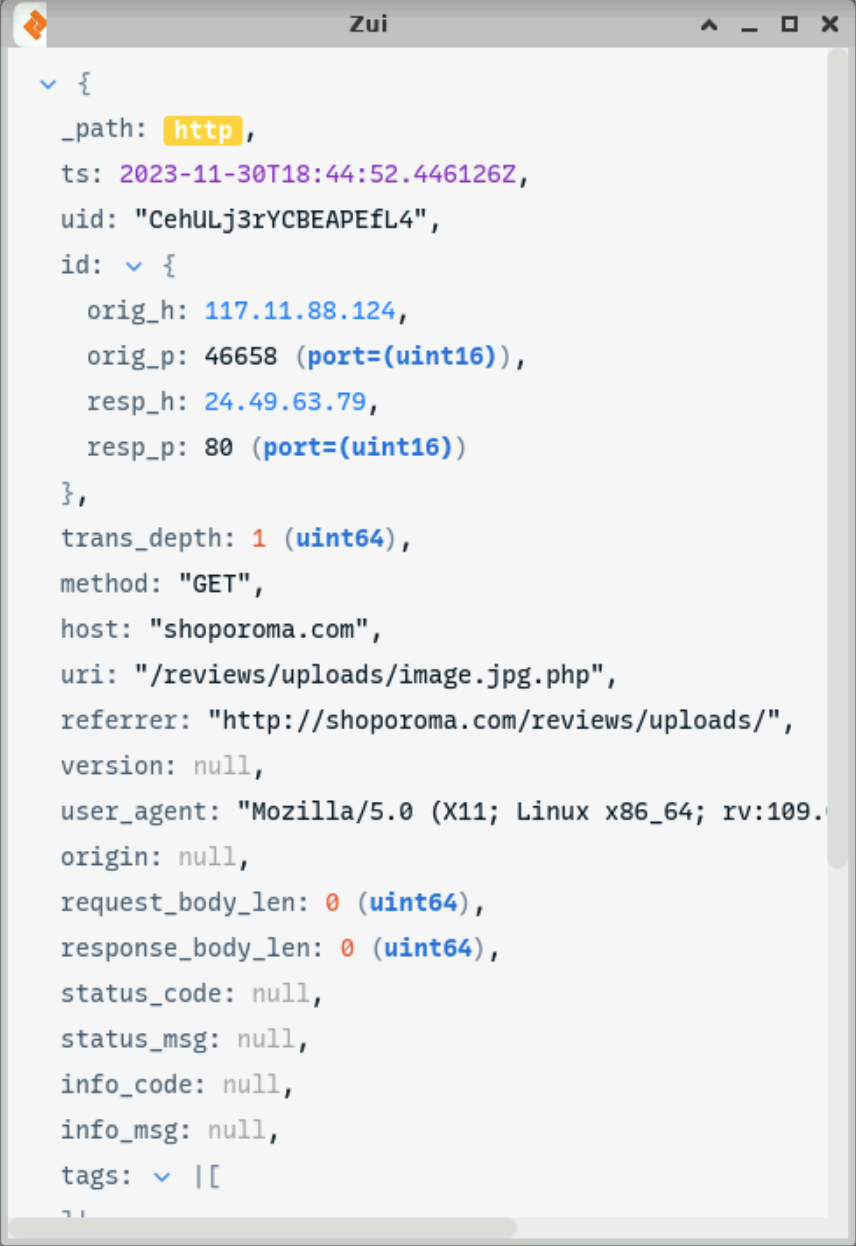 Zui
{
_path: http,
ts: 2023-11-30T18:44:52.446126Z,
uid: "CehULj3rYCBEAPEfL4",
id: {
orig_h: 117.11.88.124,
orig_p: 46658 (port=(uint16)),
resp_h: 24.49.63.79,
resp_p: 80 (port=(uint16))
},
trans_depth: 1 (uint64),
method: "GET",
host: "shoporoma.com",
uri: "/reviews/uploads/image.jpg.php",
referrer: "http://shoporoma.com/reviews/uploads/",
version: null,
user_agent: "Mozilla/5.0 (X11; Linux x86_64; rv:109.
origin: null,
request_body_len: 0 (uint64),
response_body_len: 0 (uint64),
status_code: null,
status_msg: null,
info_code: null,
info_msg: null,
tags: |[